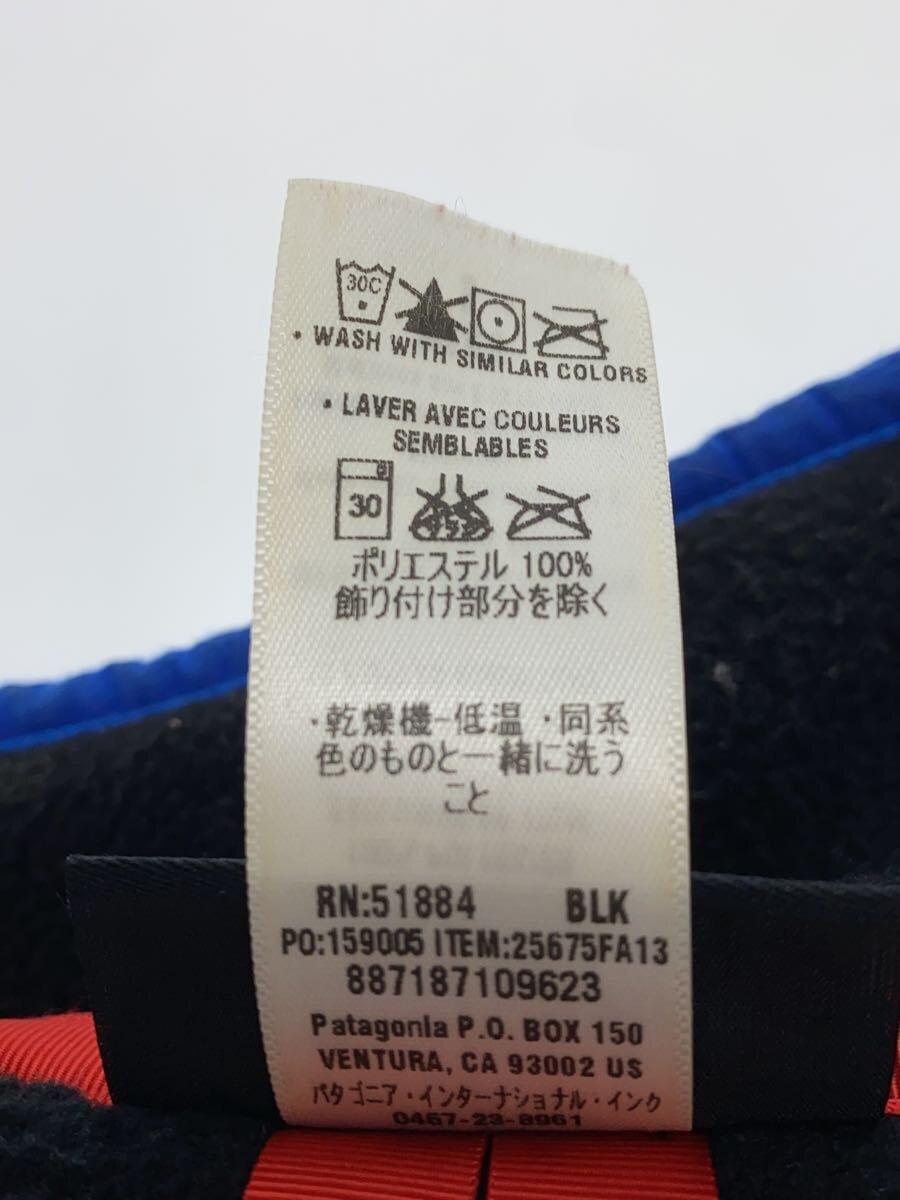 30C
• WASH WITH SIMILAR COLORS
• LAVER AVEC COULEURS
SEMBLABLES
30
ポリエステル 100%
飾り付け部分を除く
・乾燥機-低温 ・同系
色のものと一緒に洗う
こと
RN:51884 BLK
PO:159005 ITEM:25675FA13
887187109623
Patagonia P.O. BOX 150
VENTURA, CA 93002 US
パタゴニア・インターナショナル・インク
0467-23-8961